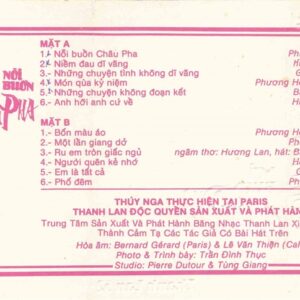 NỖI
BUỒN
PHA
MẶT A
1.- Nỗi buồn Châu Pha
2.- Niềm đau dĩ vãng
3.- Những chuyện tình không dĩ vãng
4.- Món qùa kỷ niệm Phương H
5.- Những chuyện không đoạn kết
6.- Anh hỡi anh cứ về
MẶT B
1.- Bốn màu áo
2.- Một lần giang dở
3.- Ru em tròn giấc ngủ ngâm thơ: Hương Lan, hát:
4.- Người quên kẻ nhớ
5.- Em là tất cả
6.- Phố đêm
THÚY NGA THỰC HIỆN TẠI PARIS
THANH LAN ĐỘC QUYỀN SẢN XUẤT VÀ PHÁT HÀN
Trung Tâm Sản Xuất Và Phát Hành Băng Nhạc Thanh Lan Xi
Thành Cảm Tạ Các Tác Giả Có Bài Hát Trên
Hòa âm: Bernard Gérard (Paris) & Lê Văn Thiện (Cal
Photo & Trình bày: Trần Đình Thục
Studio: Pierre Dutour & Tùng Giang